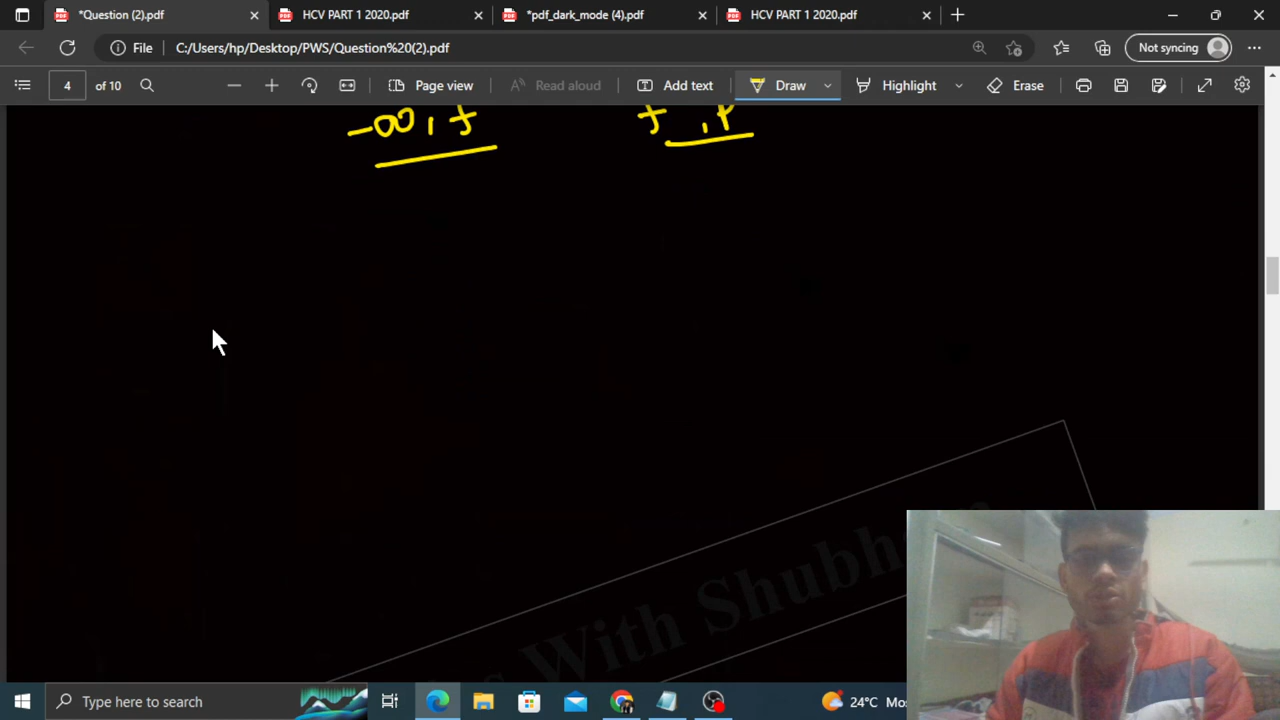 *Question (2).pdf
HCV PART 1 2020.pdf
*pdf_dark_mode (4).pdf
HCV PART 1 2020.pdf
File C:/Users/hp/Desktop/PWS/Question%20(2).pdf
Not syncing
4 of 10
Page view
Read aloud
Add text
Draw
Highlight
Erase
-∞, f
f , P
With
Type here to search
24°C